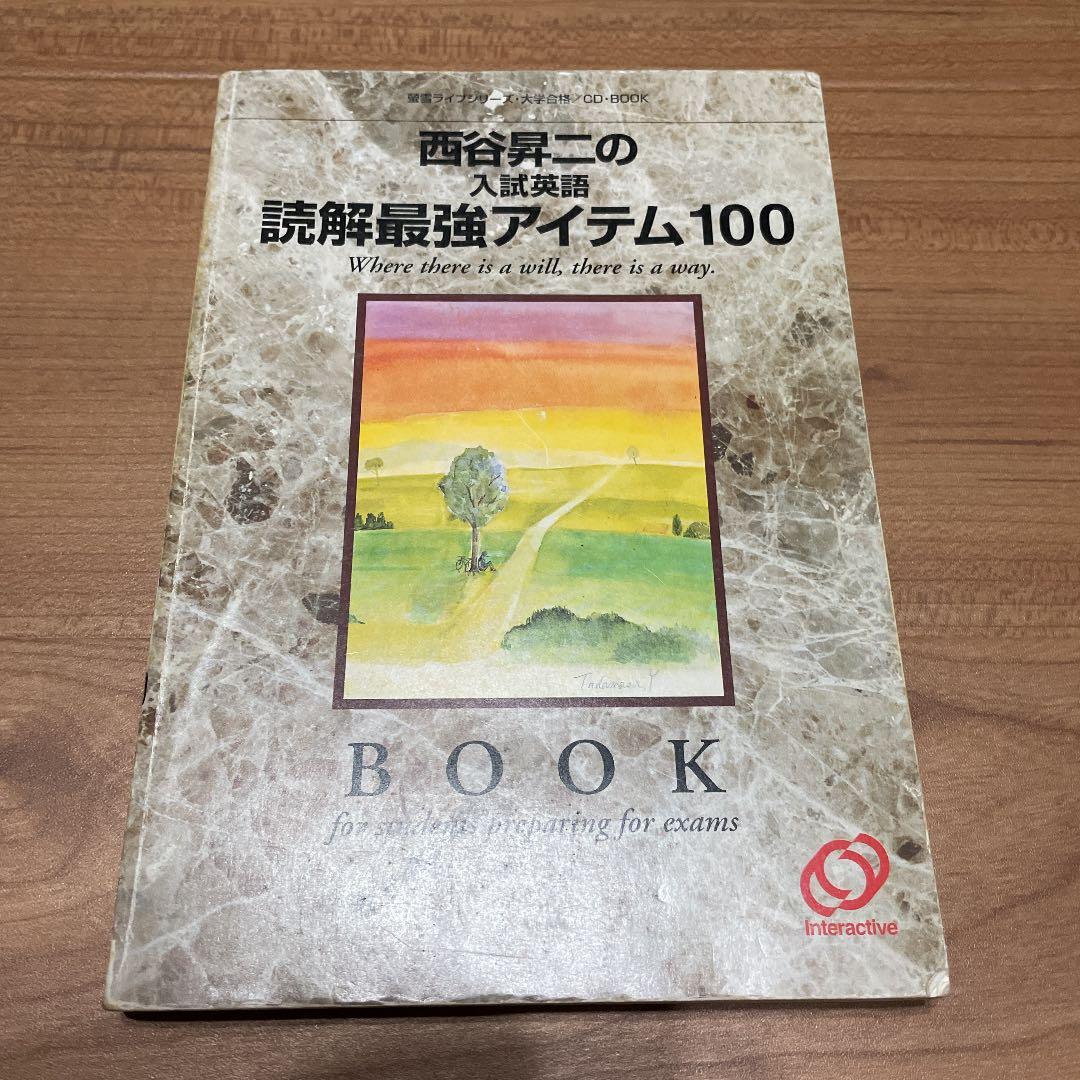 螢雪ライブシリーズ・大学合格/CD・BOOK
西谷昇二の
入試英語
読解最強アイテム100
Where there is a will, there is a way.
Tadamasa Y
BOOK
for students preparing for exams
Interactive